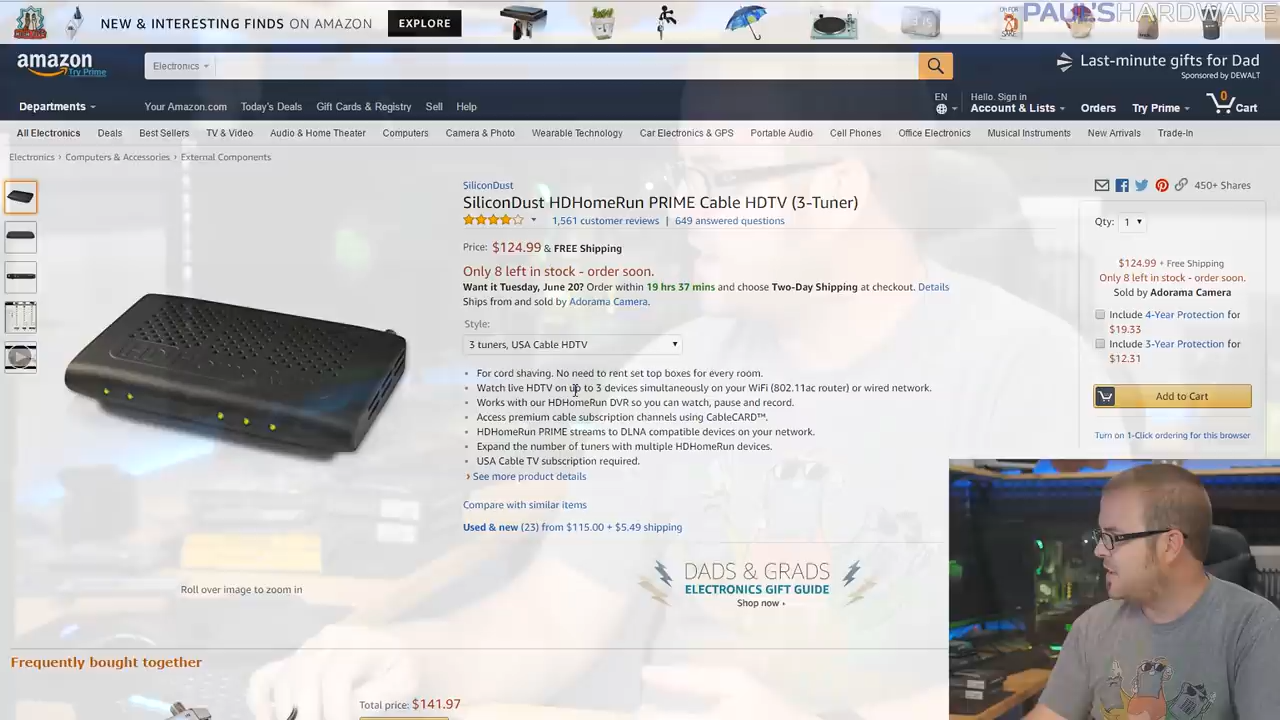 NEW & INTERESTING FINDS ON AMAZON EXPLORE
PAUL'SHARDWARE
amazon
Try Prime
Electronics
Last-minute gifts for Dad
Sponsored by DEWALT
Departments
Your Amazon.com Today's Deals Gift Cards & Registry Sell Help
EN
Hello. Sign in
Account & Lists Orders Try Prime 0 Cart
All Electronics Deals Best Sellers TV & Video Audio & Home Theater Computers Camera & Photo Wearable Technology Car Electronics & GPS Portable Audio Cell Phones Office Electronics Musical Instruments New Arrivals Trade-In
Electronics › Computers & Accessories › External Components
SiliconDust
SiliconDust HDHomeRun PRIME Cable HDTV (3-Tuner)
1,561 customer reviews | 649 answered questions
Price: $124.99 & FREE Shipping
Only 8 left in stock - order soon.
Want it Tuesday, June 20? Order within 19 hrs 37 mins and choose Two-Day Shipping at checkout. Details
Ships from and sold by Adorama Camera.
Style:
3 tuners, USA Cable HDTV
For cord shaving. No need to rent set top boxes for every room.
Watch live HDTV on up to 3 devices simultaneously on your WiFi (802.11ac router) or wired network.
Works with our HDHomeRun DVR so you can watch, pause and record.
Access premium cable subscription channels using CableCARD™.
HDHomeRun PRIME streams to DLNA compatible devices on your network.
Expand the number of tuners with multiple HDHomeRun devices.
USA Cable TV subscription required.
› See more product details
Compare with similar items
Used & new (23) from $115.00 + $5.49 shipping
DADS & GRADS
ELECTRONICS GIFT GUIDE
Shop now ›
450+ Shares
Qty: 1
$124.99 + Free Shipping
Only 8 left in stock - order soon.
Sold by Adorama Camera
Include 4-Year Protection for
$19.33
Include 3-Year Protection for
$12.31
Add to Cart
Turn on 1-Click ordering for this browser
Roll over image to zoom in
Frequently bought together
Total price: $141.97